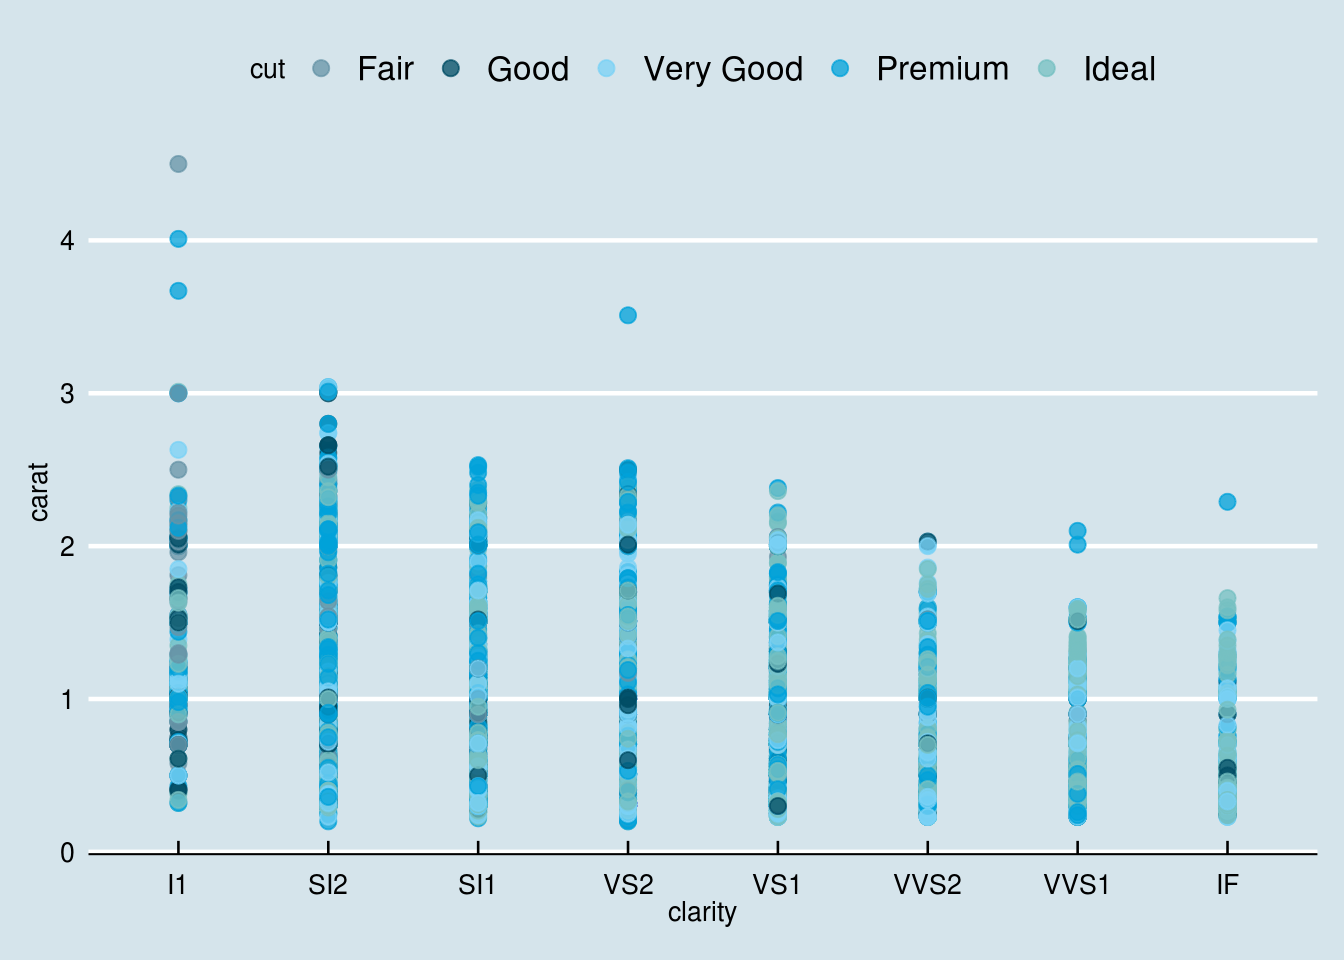 cut Fair Good Very Good Premium Ideal
4
3
2
1
0
carat
I1 SI2 SI1 VS2 VS1 VVS2 VVS1 IF
clarity